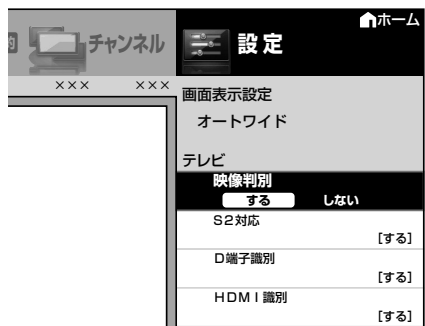 ホーム
的 チャンネル 設定
××× ×××
画面表示設定
オートワイド
テレビ
映像判別
する しない
S2対応
[する]
D端子識別
[する]
HDMI識別
[する]